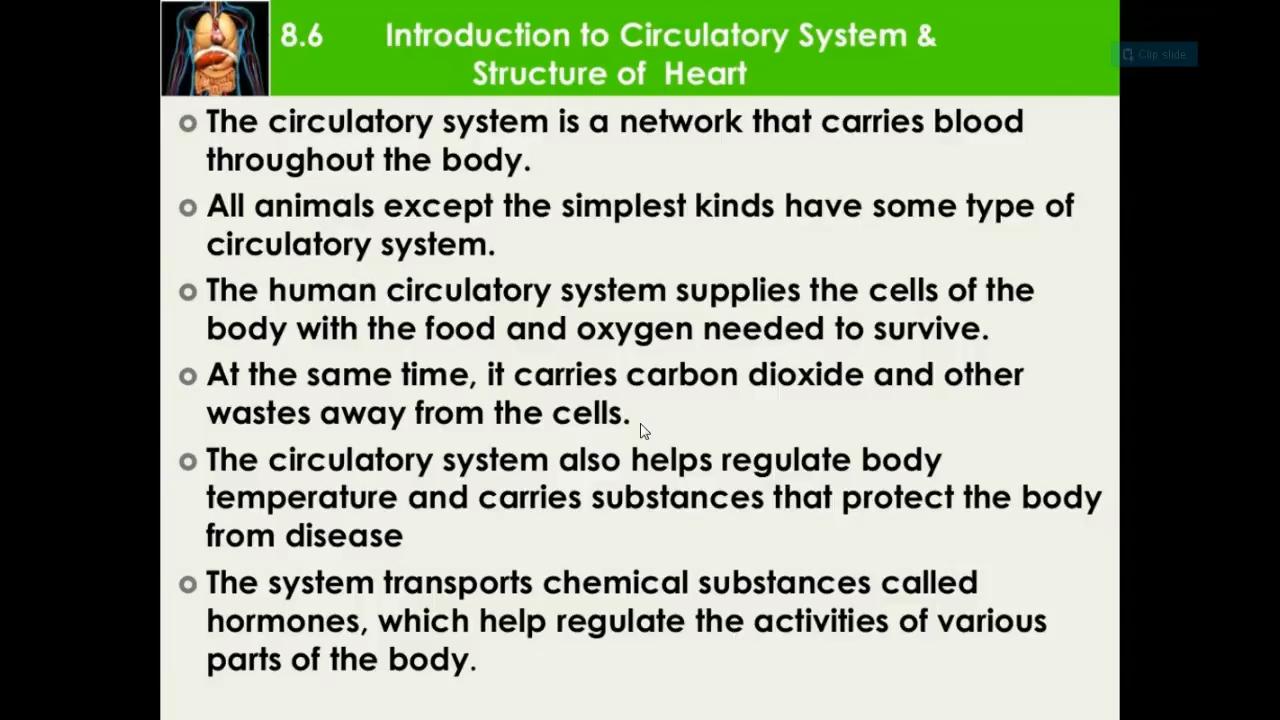 8.6 Introduction to Circulatory System &
Structure of Heart
Clip slide
The circulatory system is a network that carries blood
throughout the body.
All animals except the simplest kinds have some type of
circulatory system.
The human circulatory system supplies the cells of the
body with the food and oxygen needed to survive.
At the same time, it carries carbon dioxide and other
wastes away from the cells.
The circulatory system also helps regulate body
temperature and carries substances that protect the body
from disease
The system transports chemical substances called
hormones, which help regulate the activities of various
parts of the body.